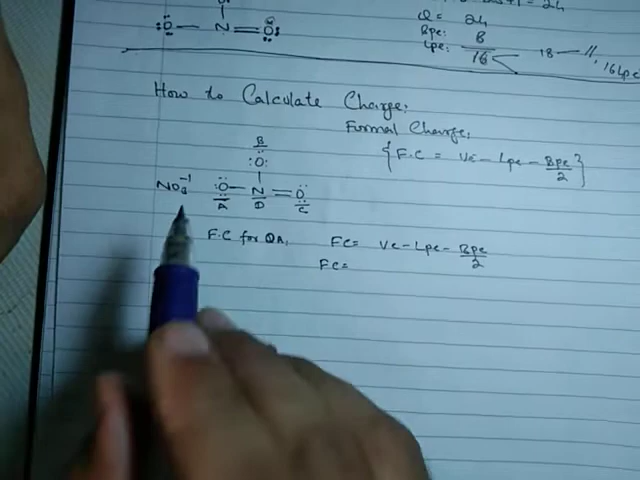 :Ö — N = Ö:
Q = 24
Bpe: 8
Lpe: 16
18 — //, 16 Lpe
How to Calculate Charge,
Formal Charge,
{F.C = Ve - Lpe - Bpe/2}
B
:Ö:
NO3 -1 :Ö — N = Ö
A D C
F.C for OA, FC = Ve - Lpe - Bpe/2
FC =